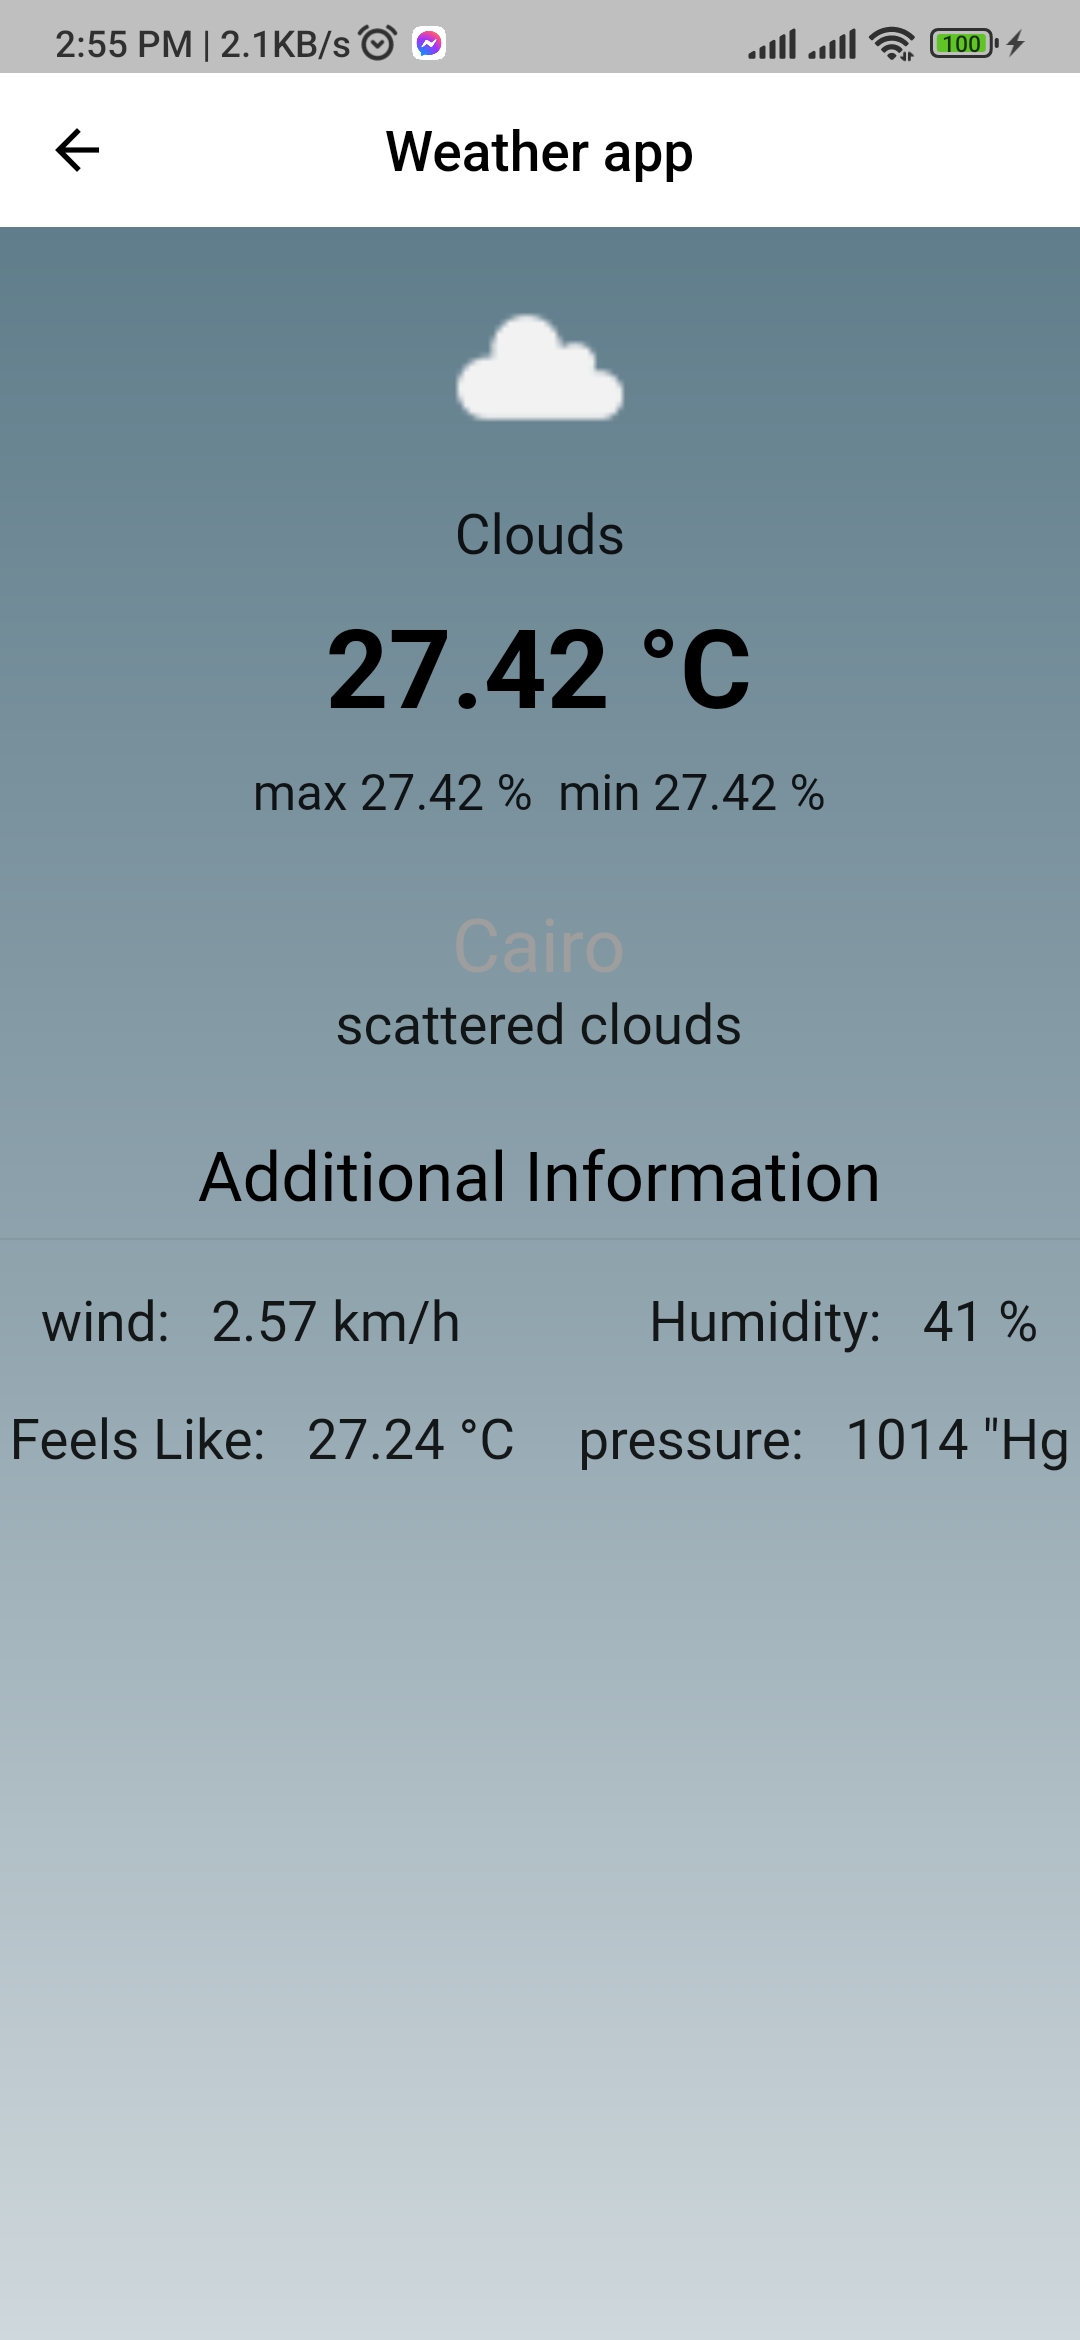 2:55 PM | 2.1KB/s 100
Weather app
Clouds
27.42 °C
max 27.42 % min 27.42 %
Cairo
scattered clouds
Additional Information
wind: 2.57 km/h Humidity: 41 %
Feels Like: 27.24 °C pressure: 1014 "Hg